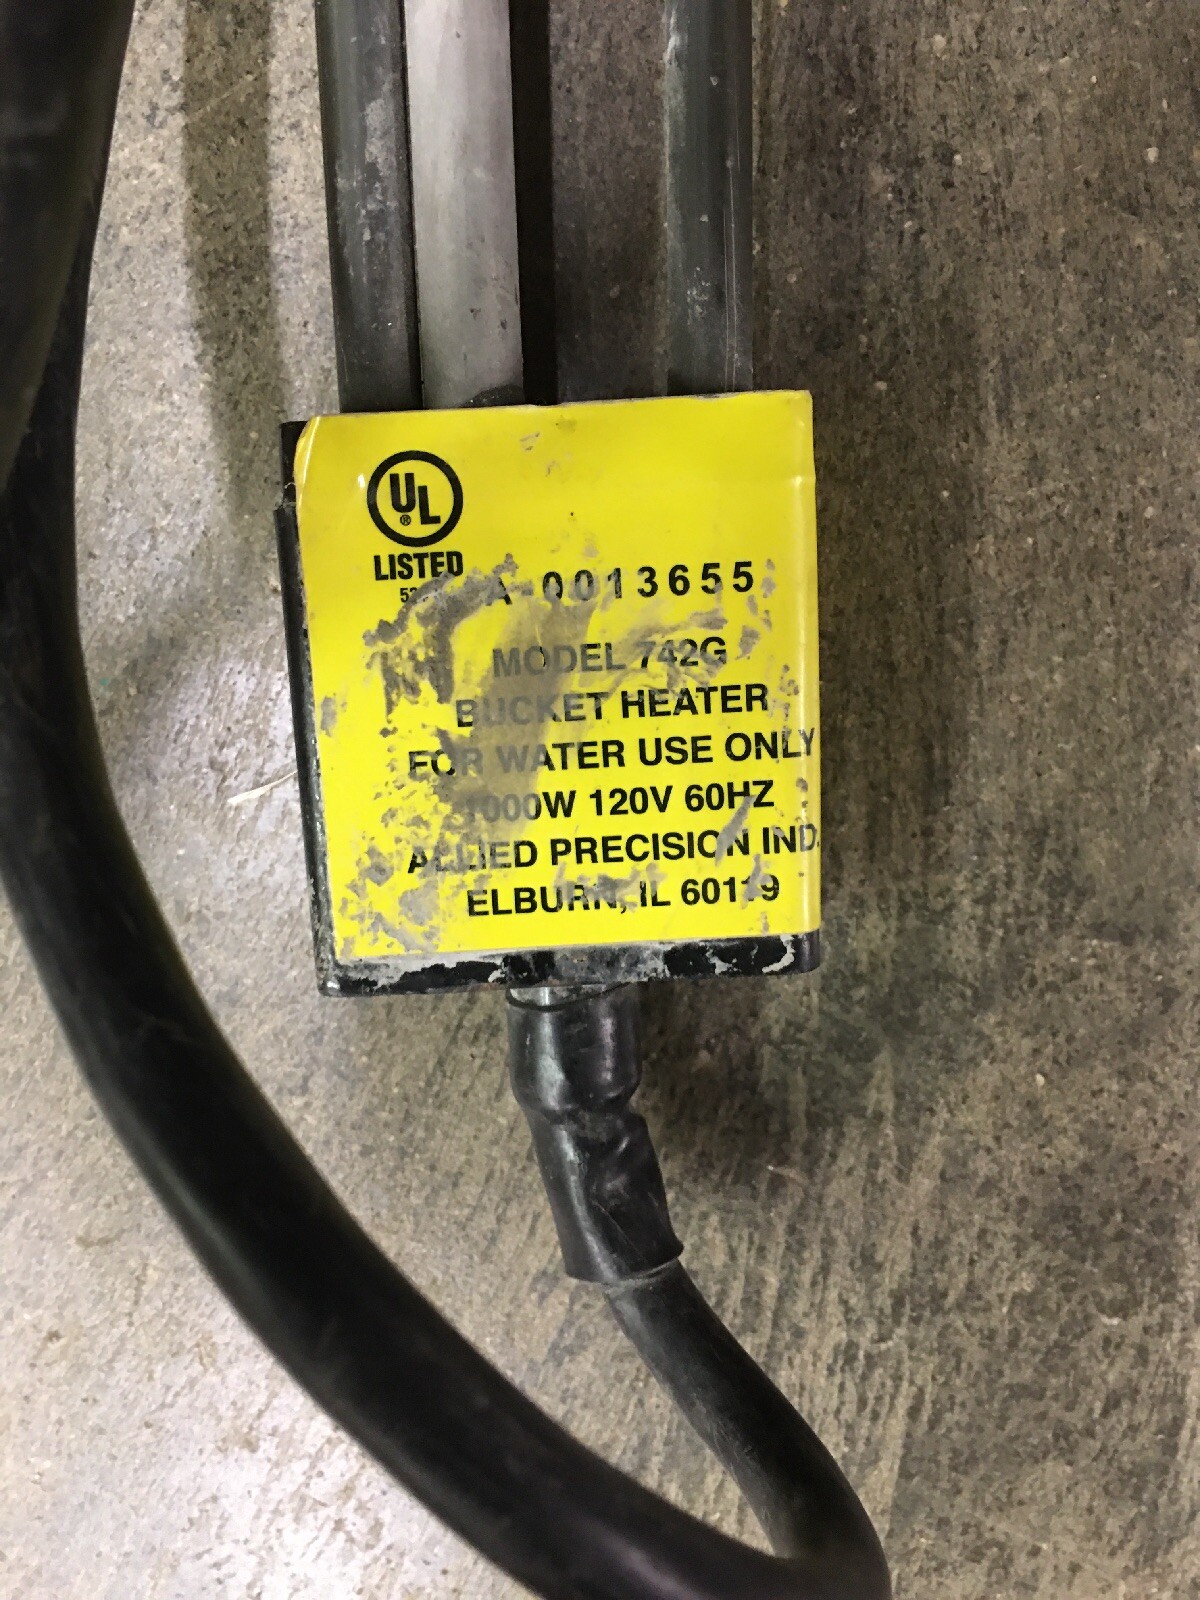 UL
®
LISTED
A-0013655
MODEL 742G
BUCKET HEATER
FOR WATER USE ONLY
1000W 120V 60HZ
ALLIED PRECISION IND.
ELBURN, IL 60119